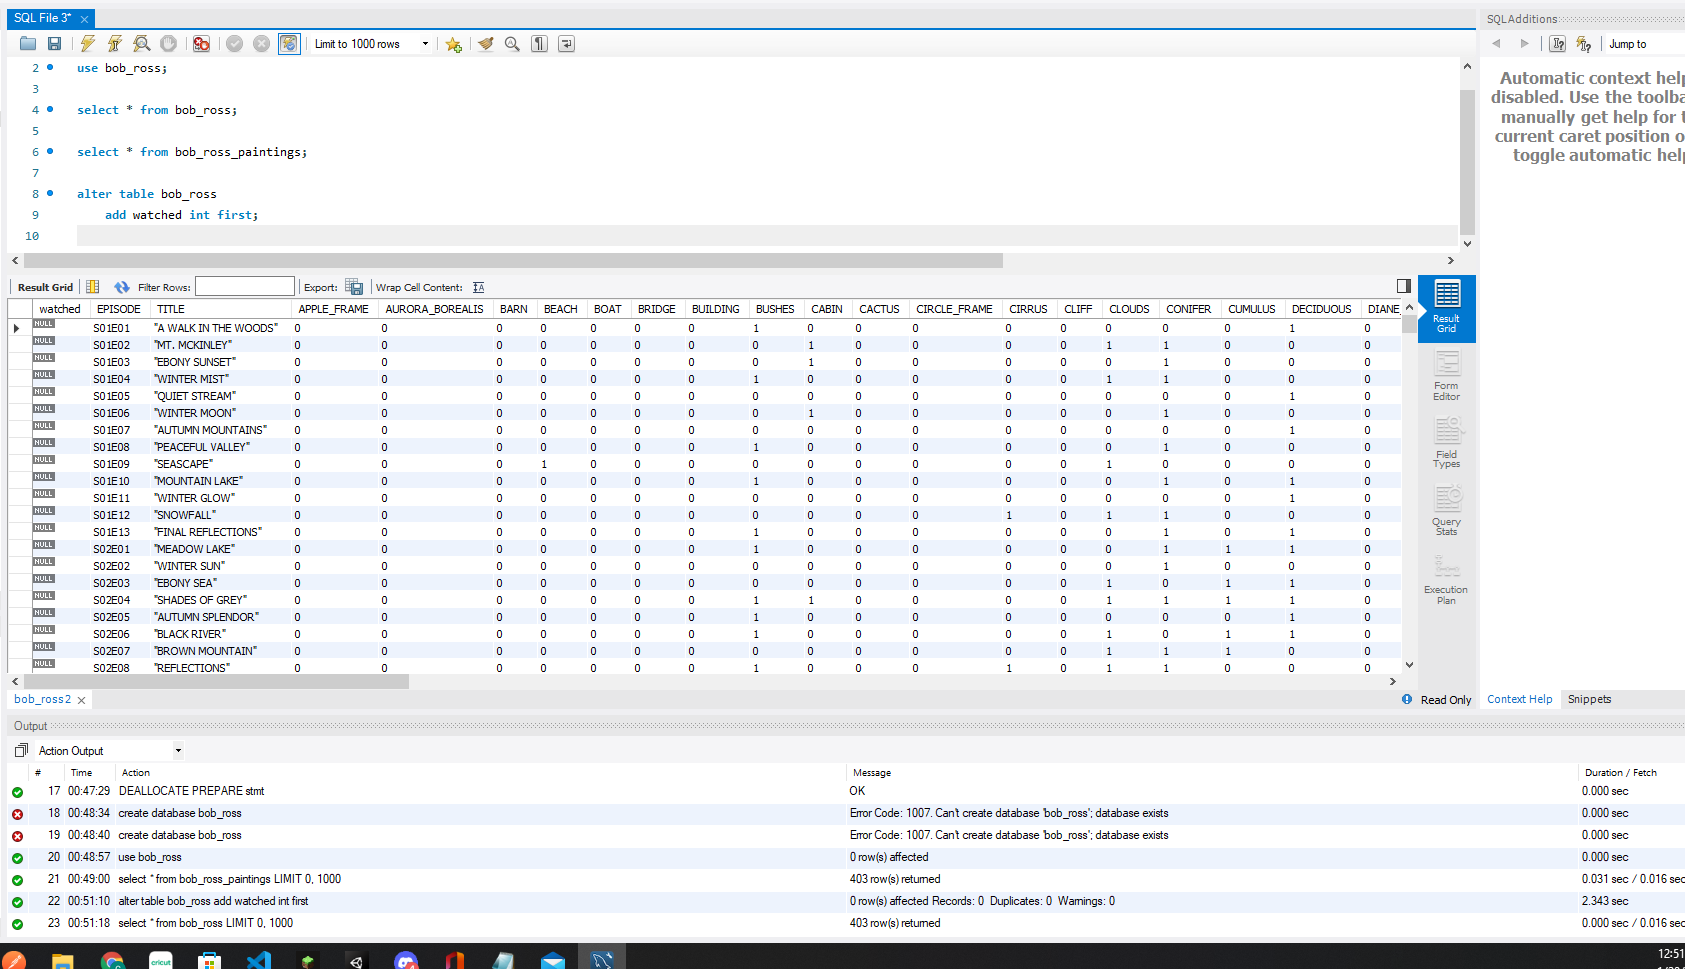 SQL File 3*
SQLAdditions
Limit to 1000 rows
Jump to
2 use bob_ross;
3
4 select * from bob_ross;
5
6 select * from bob_ross_paintings;
7
8 alter table bob_ross
9 add watched int first;
10
Automatic context help
disabled. Use the
manually get help for
current caret position
toggle automatic help
Result Grid Filter Rows: Export: Wrap Cell Contents: IA
watched EPISODE TITLE APPLE_FRAME AURORA_BOREALIS BARN BEACH BOAT BRIDGE BUILDING BUSHES CABIN CACTUS CIRCLE_FRAME CIRRUS CLIFF CLOUDS CONIFER CUMULUS DECIDUOUS DIANE_
NULL S01E01 "A WALK IN THE WOODS" 0 0 0 0 0 0 0 1 0 0 0 0 0 0 0 0 1 0
NULL S01E02 "MT. MCKINLEY" 0 0 0 0 0 0 0 0 1 0 0 0 0 1 1 0 0 0
NULL S01E03 "EBONY SUNSET" 0 0 0 0 0 0 0 0 1 0 0 0 0 0 1 0 0 0
NULL S01E04 "WINTER MIST" 0 0 0 0 0 0 0 1 0 0 0 0 0 1 1 0 0 0
NULL S01E05 "QUIET STREAM" 0 0 0 0 0 0 0 0 0 0 0 0 0 0 0 0 1 0
NULL S01E06 "WINTER MOON" 0 0 0 0 0 0 0 0 1 0 0 0 0 0 1 0 0 0
NULL S01E07 "AUTUMN MOUNTAINS" 0 0 0 0 0 0 0 0 0 0 0 0 0 0 0 0 1 0
NULL S01E08 "PEACEFUL VALLEY" 0 0 0 0 0 0 0 1 0 0 0 0 0 0 1 0 0 0
NULL S01E09 "SEASCAPE" 0 0 0 1 0 0 0 0 0 0 0 0 0 1 0 0 0 0
NULL S01E10 "MOUNTAIN LAKE" 0 0 0 0 0 0 0 1 0 0 0 0 0 0 1 0 1 0
NULL S01E11 "WINTER GLOW" 0 0 0 0 0 0 0 0 0 0 0 0 0 0 0 0 1 0
NULL S01E12 "SNOWFALL" 0 0 0 0 0 0 0 0 0 0 0 1 0 1 1 0 0 0
NULL S01E13 "FINAL REFLECTIONS" 0 0 0 0 0 0 0 1 0 0 0 0 0 0 1 0 1 0
NULL S02E01 "MEADOW LAKE" 0 0 0 0 0 0 0 1 0 0 0 0 0 0 1 1 1 0
NULL S02E02 "WINTER SUN" 0 0 0 0 0 0 0 0 0 0 0 0 0 0 1 0 0 0
NULL S02E03 "EBONY SEA" 0 0 0 0 0 0 0 0 0 0 0 0 0 1 0 1 1 0
NULL S02E04 "SHADES OF GREY" 0 0 0 0 0 0 0 1 1 0 0 0 0 1 1 1 1 0
NULL S02E05 "AUTUMN SPLENDOR" 0 0 0 0 0 0 0 1 0 0 0 0 0 0 0 0 1 0
NULL S02E06 "BLACK RIVER" 0 0 0 0 0 0 0 1 0 0 0 0 0 1 0 1 1 0
NULL S02E07 "BROWN MOUNTAIN" 0 0 0 0 0 0 0 0 0 0 0 0 0 1 1 1 0 0
NULL S02E08 "REFLECTIONS" 0 0 0 0 0 0 0 1 0 0 0 1 0 1 1 0 0 0
Result
Grid
Form
Editor
Field
Types
Query
Stats
Execution
Plan
bob_ross2
Read Only
Context Help Snippets
Output
Action Output
# Time Action Message Duration / Fetch
17 00:47:29 DEALLOCATE PREPARE stmt OK 0.000 sec
18 00:48:34 create database bob_ross Error Code: 1007. Can't create database 'bob_ross'; database exists 0.000 sec
19 00:48:40 create database bob_ross Error Code: 1007. Can't create database 'bob_ross'; database exists 0.000 sec
20 00:48:57 use bob_ross 0 row(s) affected 0.000 sec
21 00:49:00 select * from bob_ross_paintings LIMIT 0, 1000 403 row(s) returned 0.031 sec / 0.016 sec
22 00:51:10 alter table bob_ross add watched int first 0 row(s) affected Records: 0 Duplicates: 0 Warnings: 0 2.343 sec
23 00:51:18 select * from bob_ross LIMIT 0, 1000 403 row(s) returned 0.000 sec / 0.016 sec
cricut
12:51